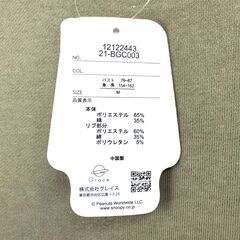 12122443
NO. 21-BGC003
COL.
バスト 79~87
身長 154~162
SIZE M
品質表示
本体
ポリエステル 65%
綿 35%
リブ部分
ポリエステル 60%
綿 35%
ポリウレタン 5%
中国製
Grace
株式会社グレイス
© Peanuts Worldwide LLC
www.snoopy.co.jp